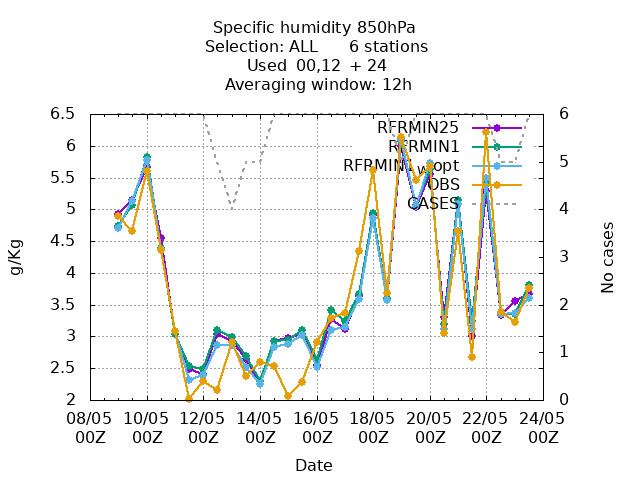 Specific humidity 850hPa
Selection: ALL 6 stations
Used 00,12 + 24
Averaging window: 12h
6.5
6
5.5
5
4.5
4
3.5
3
2.5
2
g/Kg
6
5
4
3
2
1
0
No cases
RFRMIN25
RFRMIN1
RFRMIN1_wopt
OBS
CASES
08/05 10/05 12/05 14/05 16/05 18/05 20/05 22/05 24/05
00Z 00Z 00Z 00Z 00Z 00Z 00Z 00Z 00Z
Date